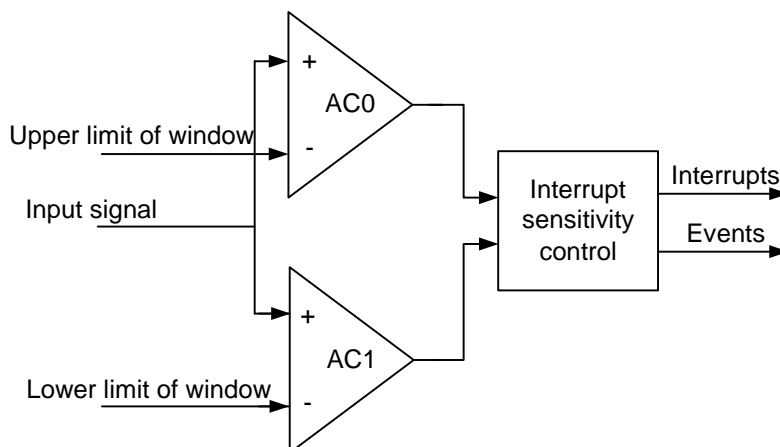 +
AC0
Upper limit of window
-
Input signal
Interrupt
sensitivity
control
Interrupts
Events
+
AC1
Lower limit of window
-